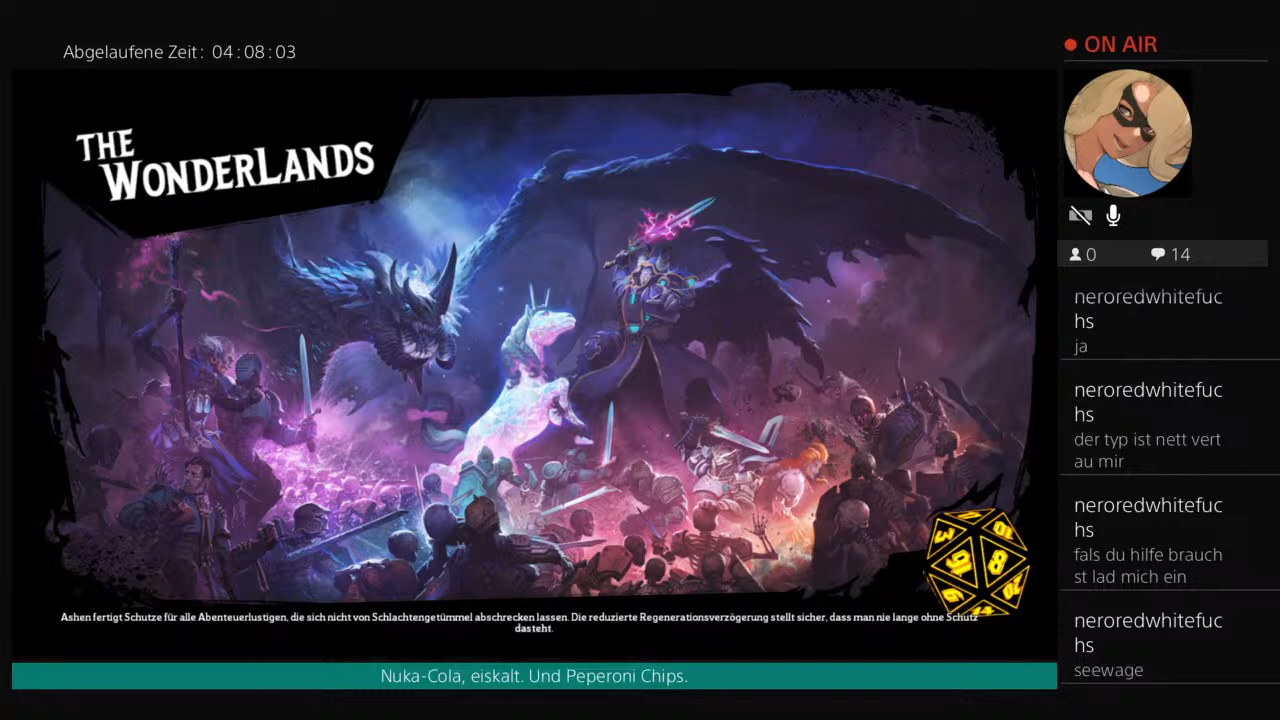 Abgelaufene Zeit: 04:08:03
ON AIR
THE
WONDERLANDS
0
14
neroredwhitefuc
hs
ja
neroredwhitefuc
hs
der typ ist nett vert
au mir
neroredwhitefuc
hs
fals du hilfe brauch
st lad mich ein
neroredwhitefuc
hs
seewage
8
Ashen fertigt Schutze für alle Abenteuerlustigen, die sich nicht von Schlachtengetümmel abschrecken lassen. Die reduzierte Regenerationsverzögerung stellt sicher, dass man nie lange ohne Schutz
dasteht.
Nuka-Cola, eiskalt. Und Peperoni Chips.